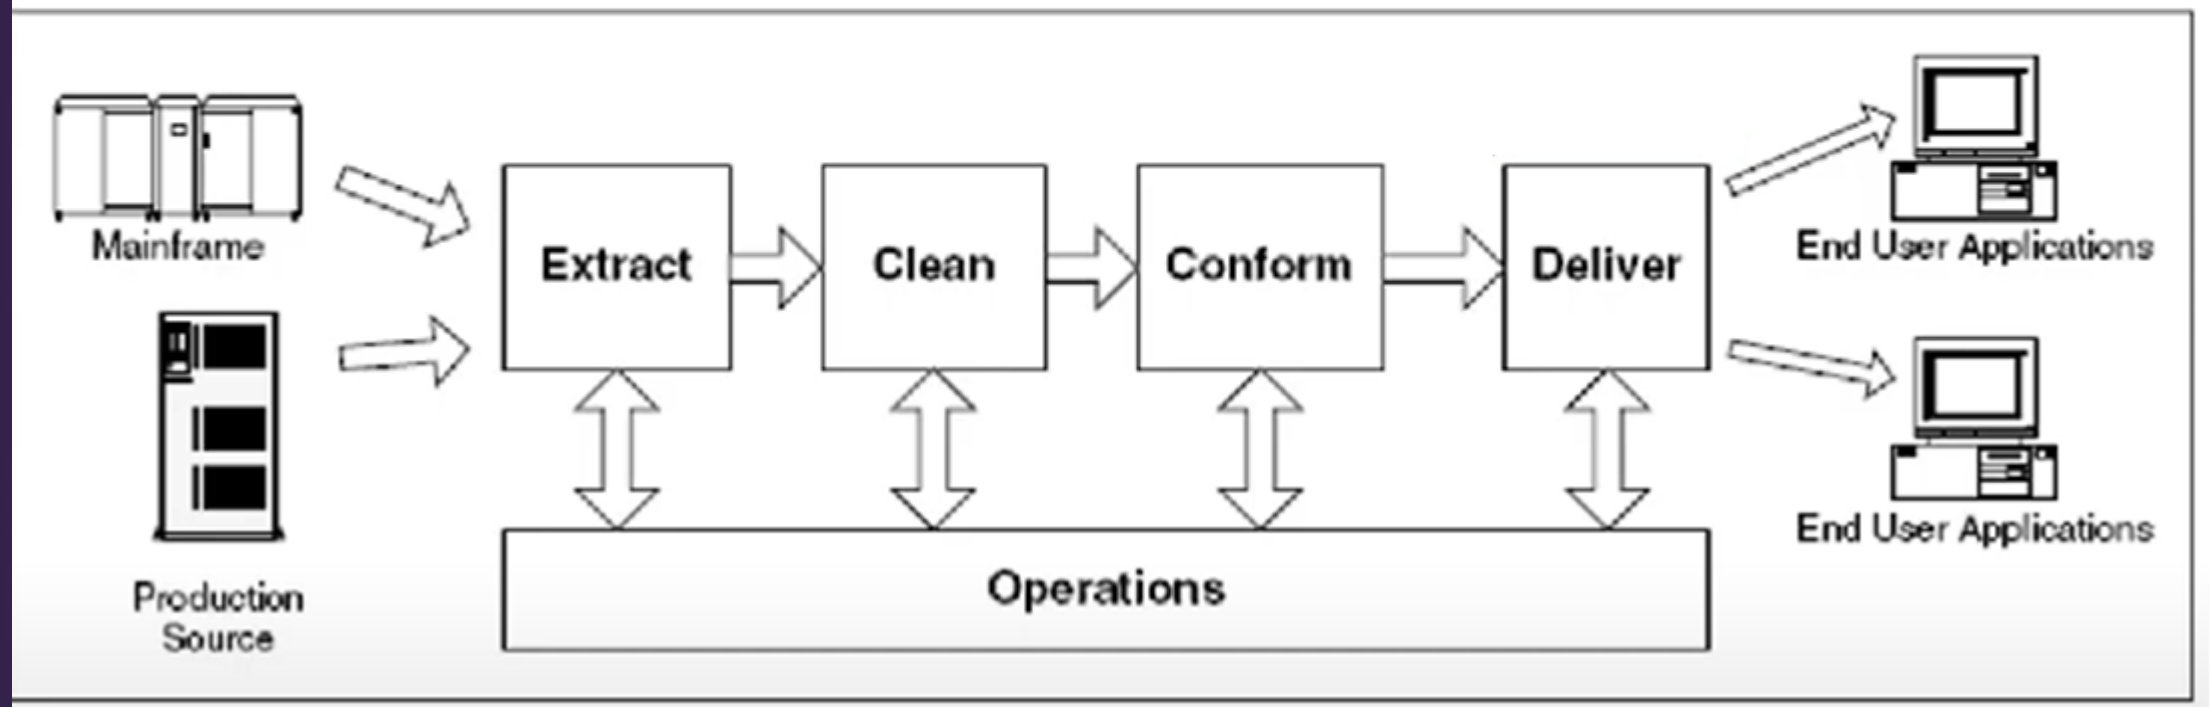 Mainframe
Production
Source
Extract
Clean
Conform
Deliver
Operations
End User Applications
End User Applications